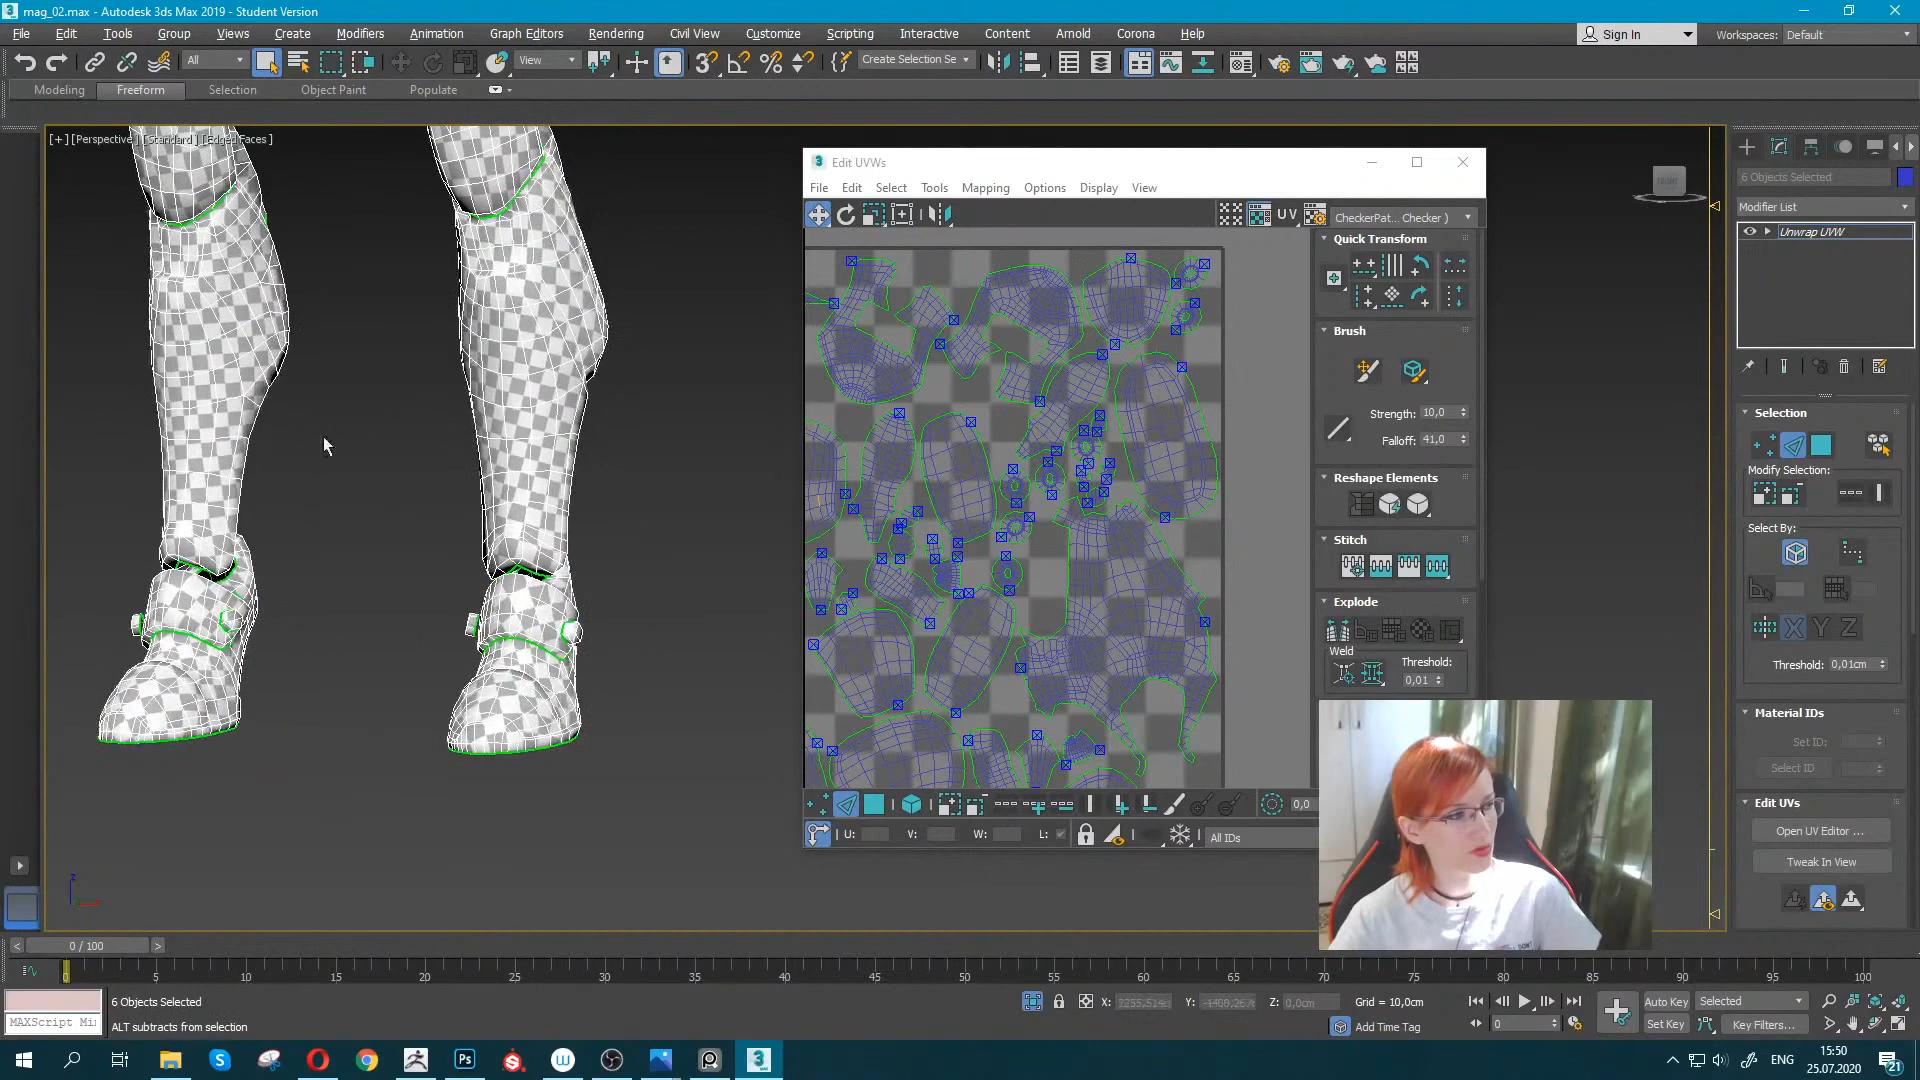 mag_02.max - Autodesk 3ds Max 2019 - Student Version
File Edit Tools Group Views Create Modifiers Animation Graph Editors Rendering Civil View Customize Scripting Interactive Content Arnold Corona Help
Sign In Workspaces: Default
All View Create Selection Se
Modeling Freeform Selection Object Paint Populate
[+] [Perspective] [Standard] [Edged Faces]
Edit UVWs
File Edit Select Tools Mapping Options Display View
UV CheckerPat... Checker )
Quick Transform
Brush
Strength: 10,0
Falloff: 41,0
Reshape Elements
Stitch
Explode
Weld Threshold:
0,01
0,0
U: V: W: L: All IDs
FRONT
6 Objects Selected
Modifier List
Unwrap UVW
Selection
Modify Selection:
Select By:
X Y Z
Threshold: 0,01cm
Material IDs
Set ID:
Select ID
Edit UVs
Open UV Editor ...
Tweak In View
z
0 / 100
0 5 10 15 20 25 30 35 40 45 50 55 60 65 70 75 80 85 90 95 100
6 Objects Selected X: Y: Z: 0,0cm Grid = 10,0cm Auto Key Selected
MAXScript Mi ALT subtracts from selection Add Time Tag 0 Set Key Key Filters...
Ps ENG 15:50
25.07.2020
21